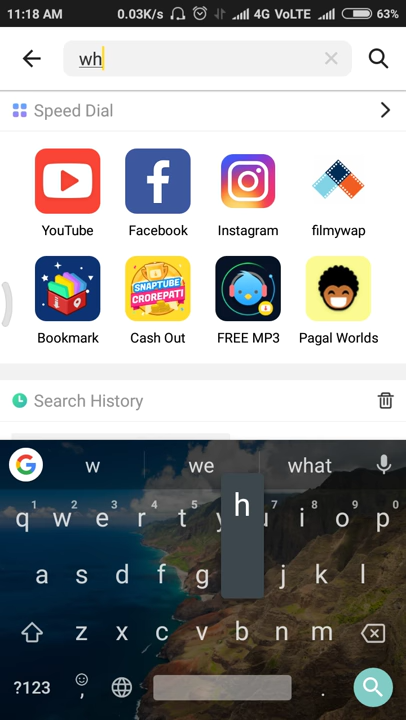 11:18 AM 0.03K/s 4G VoLTE 63%
wh
Speed Dial
YouTube Facebook Instagram filmywap
SNAPTUBE CROREPATI
Bookmark Cash Out FREE MP3 Pagal Worlds
Search History
G w we what
h
1 2 3 4 5 7 8 9 0
q w e r t y u i o p
a s d f g j k l
z x c v b n m
?123 , .